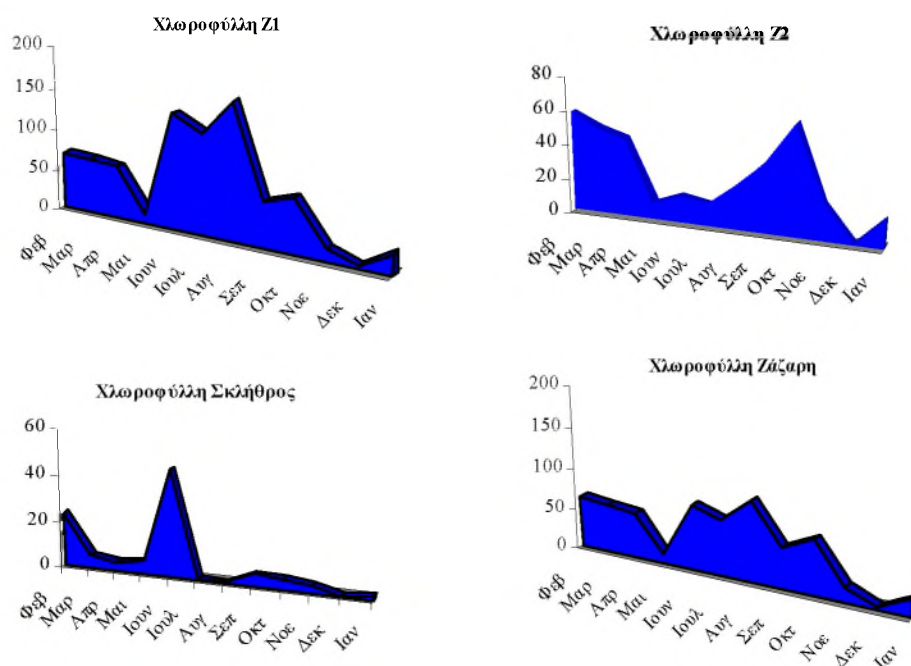 Χλωροφύλλη Ζ1
200
150
100
50
0
Φεβ
Μαρ
Απρ
Μαι
Ιουν
Ιουλ
Αυγ
Σεπ
Οκτ
Νοε
Δεκ
Ιαν
Χλωροφύλλη Ζ2
80
60
40
20
0
Φεβ
Μαρ
Απρ
Μαι
Ιουν
Ιουλ
Αυγ
Σεπ
Οκτ
Νοε
Δεκ
Ιαν
Χλωροφύλλη Σκλήθρος
60
40
20
0
Φεβ
Μαρ
Απρ
Μαι
Ιουν
Ιουλ
Αυγ
Σεπ
Οκτ
Νοε
Δεκ
Ιαν
Χλωροφύλλη Ζάζαρη
200
150
100
50
0
Φεβ
Μαρ
Απρ
Μαι
Ιουν
Ιουλ
Αυγ
Σεπ
Οκτ
Νοε
Δεκ
Ιαν